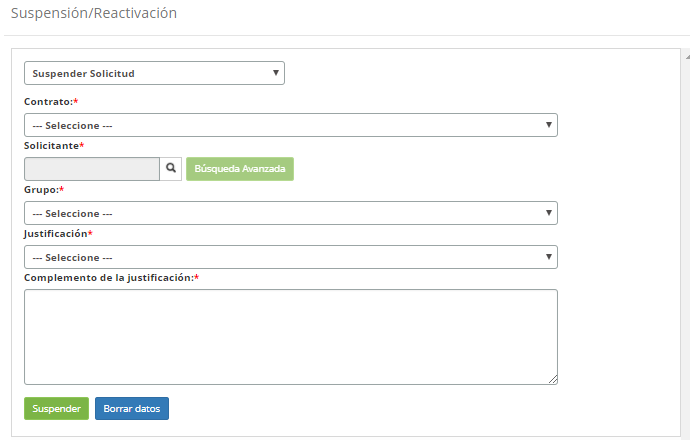 Suspensión/Reactivación
Suspender Solicitud
Contrato:*
--- Seleccione ---
Solicitante*
Búsqueda Avanzada
Grupo:*
--- Seleccione ---
Justificación*
--- Seleccione ---
Complemento de la justificación:*
Suspender Borrar datos